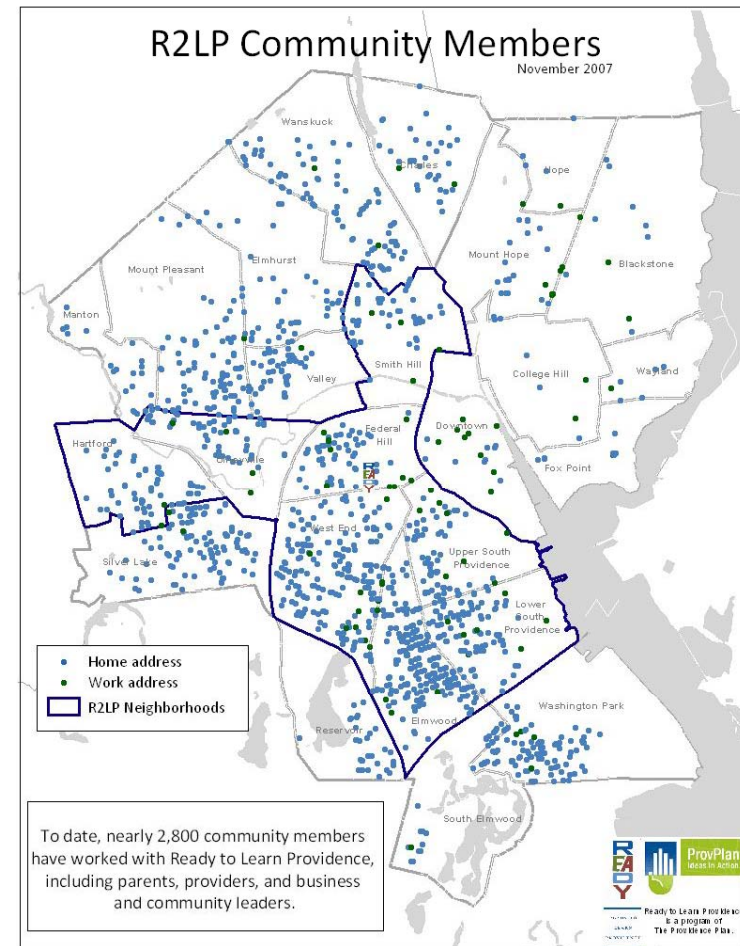 R2LP Community Members
November 2007
Wanskuck
Charles
Hope
Mount Hope
Blackstone
Elmhurst
Mount Pleasant
Manton
Valley
Smith Hill
College Hill
Wayland
Hartford
Olneyville
Federal
Hill
Downtown
Fox Point
READY
West End
Silver Lake
Upper South
Providence
Lower
South
Providence
Home address
Work address
R2LP Neighborhoods
Reservoir
Elmwood
Washington Park
South Elmwood
To date, nearly 2,800 community members
have worked with Ready to Learn Providence,
including parents, providers, and business
and community leaders.
READY
ProvPlan
Ideas in Action
Ready to Learn Providence
is a program of
The Providence Plan.